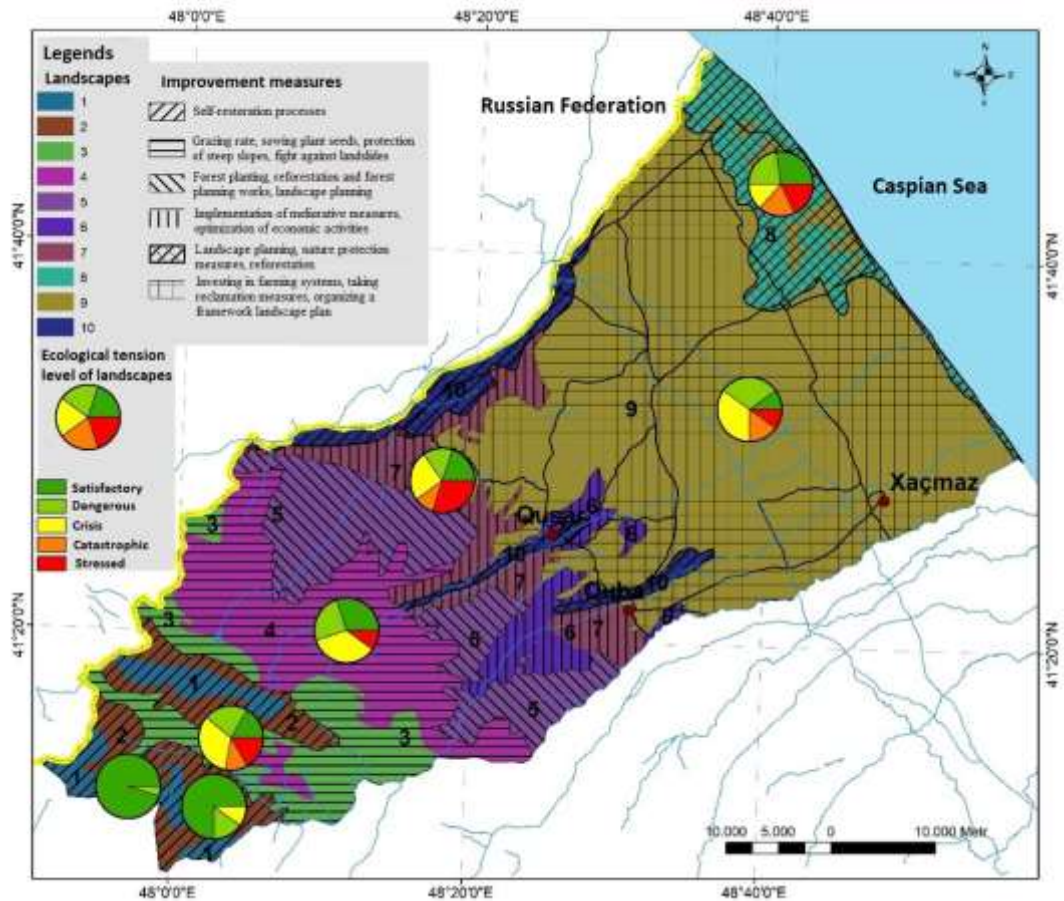 48°0'0"E
48°20'0"E
48°40'0"E
Legends
Landscapes
1
2
3
4
5
6
7
8
9
10
Improvement measures
Self-restoration processes
Grazing rate, sowing plant seeds, protection
of steep slopes, fight against landslides
Forest planting, reforestation and forest
planning works, landscape planning
Implementation of meliorative measures,
optimization of economic activities
Landscape planning, nature protection
measures, reforestation
Investing in farming systems, taking
reclamation measures, organizing a
framework landscape plan
Ecological tension
level of landscapes
Satisfactory
Dangerous
Crisis
Catastrophic
Stressed
Russian Federation
Caspian Sea
N
W
E
S
41°40'0"N
41°40'0"N
8
10
9
7
5
Xaçmaz
3
Qusar
6
10
6
7
Quba
10
3
4
6
6
7
1
2
5
2
3
1
1
41°20'0"N
41°20'0"N
10.000
5.000
0
10.000 Metr
48°0'0"E
48°20'0"E
48°40'0"E